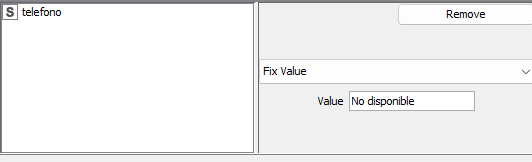 S telefono
Remove
Fix Value
Value No disponible